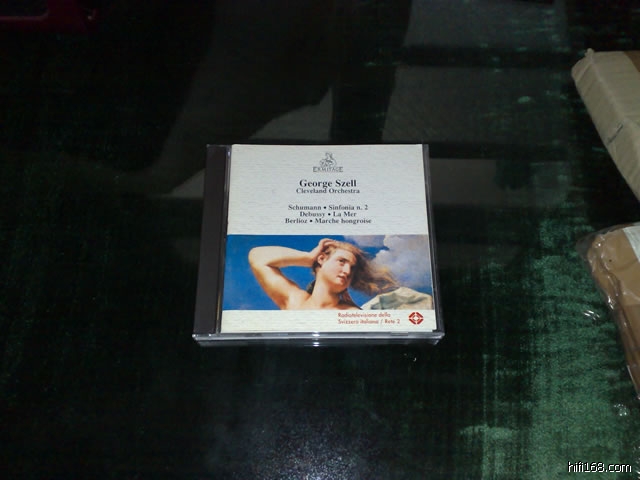 ERMITAGE
George Szell
Cleveland Orchestra
Schumann • Sinfonia n. 2
Debussy • La Mer
Berlioz • Marche hongroise
Radiotelevisione della
Svizzera italiana / Rete 2
hifi168.com